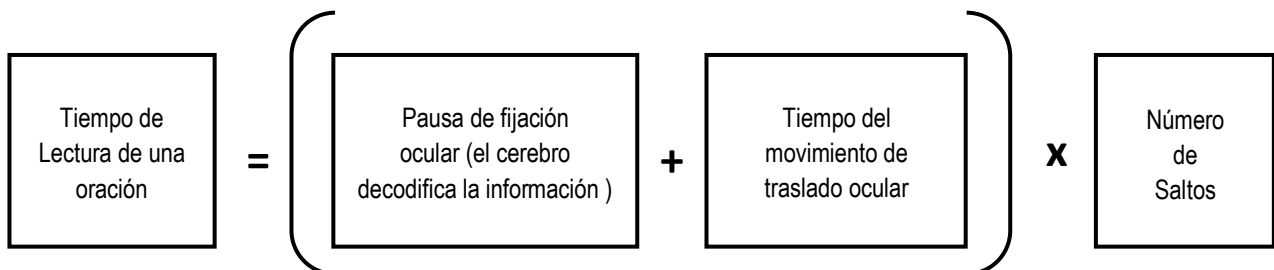 Tiempo de
Lectura de una
oración
=
(
Pausa de fijación
ocular (el cerebro
decodifica la información )
+
Tiempo del
movimiento de
traslado ocular
)
x
Número
de
Saltos